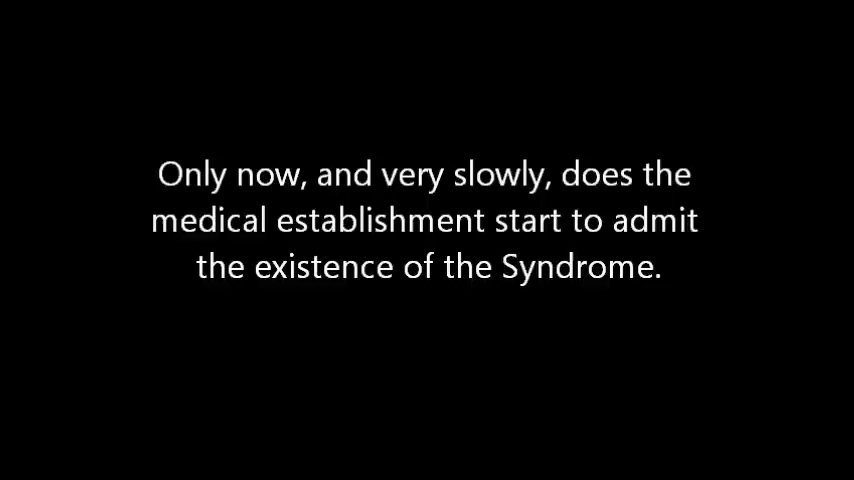 Only now, and very slowly, does the
medical establishment start to admit
the existence of the Syndrome.